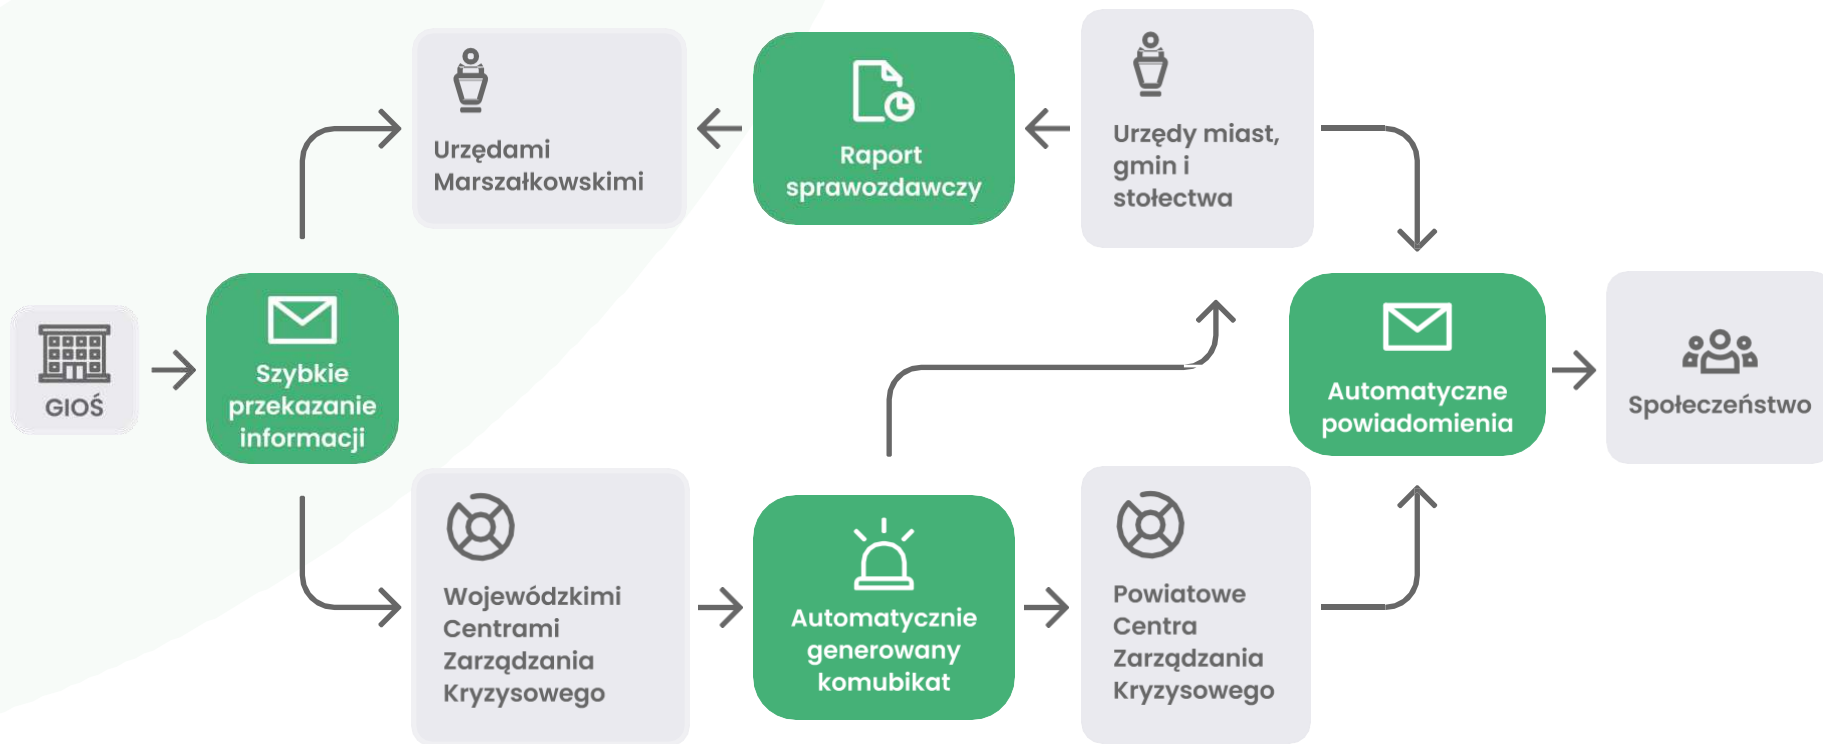 Urzędami
Marszałkowskimi
Raport
sprawozdawczy
Urzędy miast,
gmin i
stołectwa
GIOŚ
Szybkie
przekazanie
informacji
Automatyczne
powiadomienia
Społeczeństwo
Wojewódzkimi
Centrami
Zarządzania
Kryzysowego
Automatycznie
generowany
komubikat
Powiatowe
Centra
Zarządzania
Kryzysowego